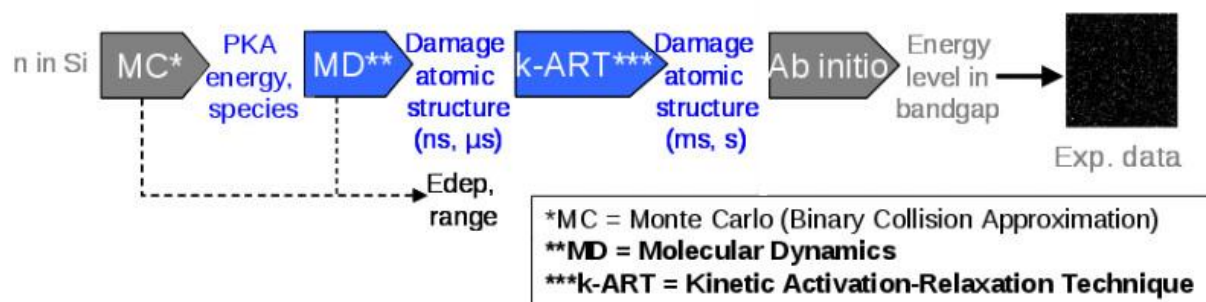 n in Si
MC*
PKA
energy,
species
MD**
Damage
atomic
structure
(ns, µs)
k-ART***
Damage
atomic
structure
(ms, s)
Ab initio
Energy
level in
bandgap
Exp. data
Edep,
range
*MC = Monte Carlo (Binary Collision Approximation)
**MD = Molecular Dynamics
***k-ART = Kinetic Activation-Relaxation Technique